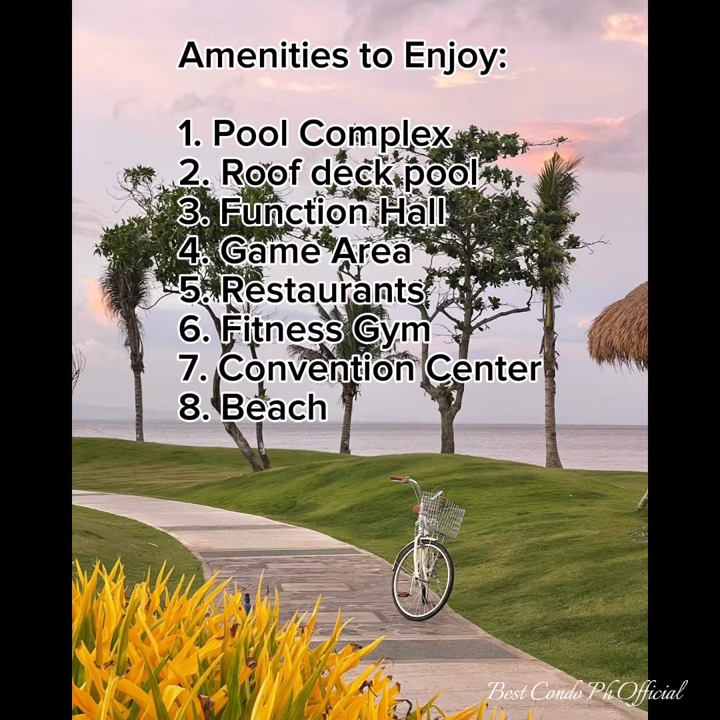 Amenities to Enjoy:
1. Pool Complex
2. Roof deck pool
3. Function Hall
4. Game Area
5. Restaurants
6. Fitness Gym
7. Convention Center
8. Beach
Best Condo Ph Official